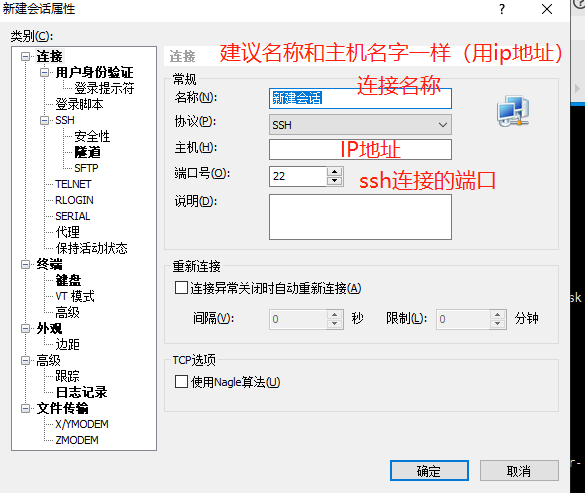 新建会话属性
类别(C):
连接
用户身份验证
登录提示符
登录脚本
SSH
安全性
隧道
SFTP
TELNET
RLOGIN
SERIAL
代理
保持活动状态
终端
键盘
VT 模式
高级
外观
边距
高级
跟踪
日志记录
文件传输
X/YMODEM
ZMODEM
连接
建议名称和主机名字一样（用ip地址）
常规
连接名称
名称(N):
新建会话
协议(P):
SSH
主机(H):
IP地址
端口号(O):
22
ssh连接的端口
说明(D):
重新连接
连接异常关闭时自动重新连接(A)
间隔(V):
0
秒
限制(L):
0
分钟
TCP选项
使用Nagle算法(U)
确定
取消
sk
r-